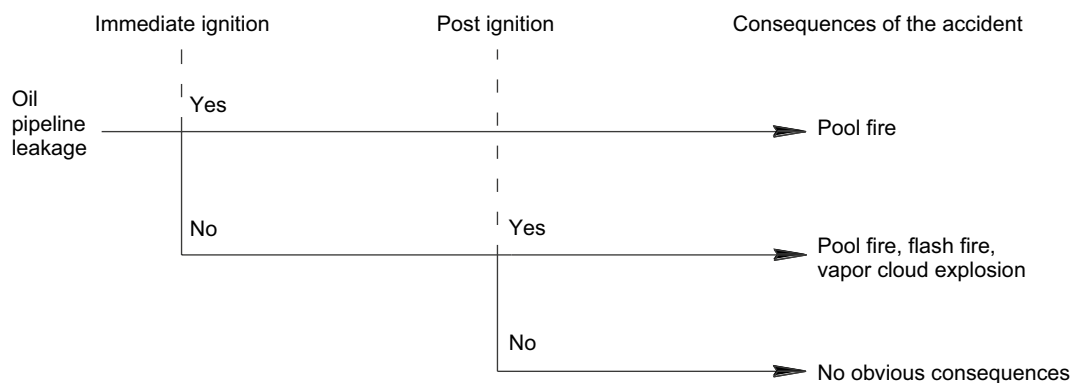 Immediate ignition
Post ignition
Consequences of the accident
Oil
pipeline
leakage
Yes
Pool fire
No
Yes
Pool fire, flash fire,
vapor cloud explosion
No
No obvious consequences